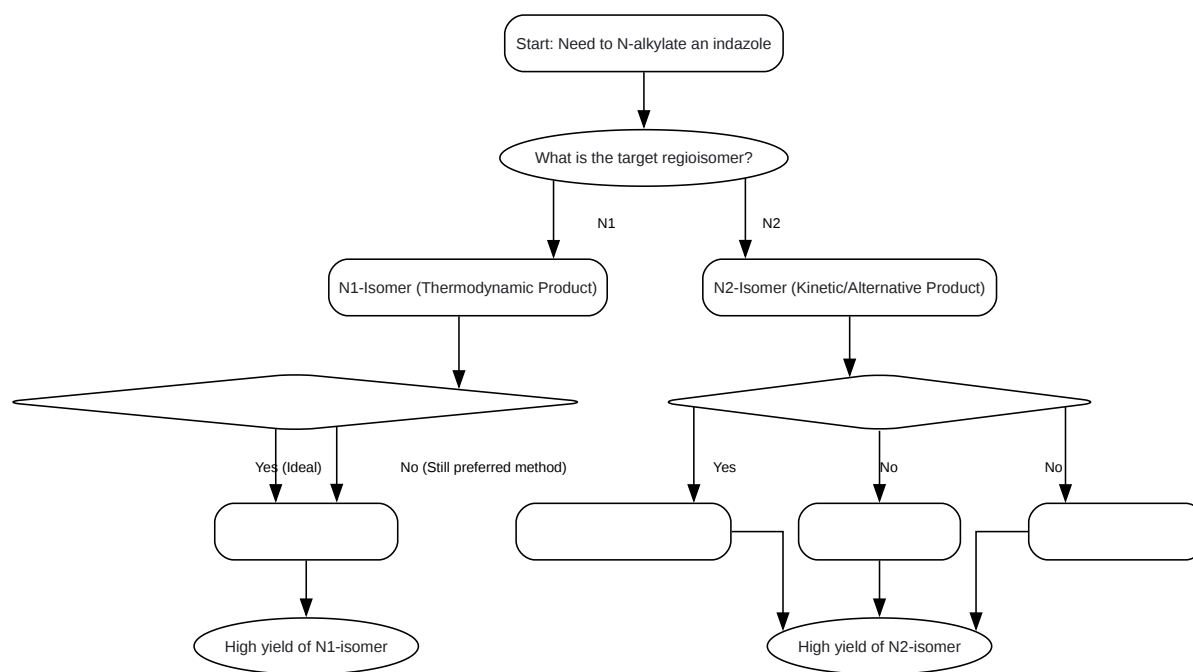 Start: Need to N-alkylate an indazole
What is the target regioisomer?
N1
N2
N1-Isomer (Thermodynamic Product)
N2-Isomer (Kinetic/Alternative Product)
Yes (Ideal)
No (Still preferred method)
Yes
No
No
High yield of N1-isomer
High yield of N2-isomer